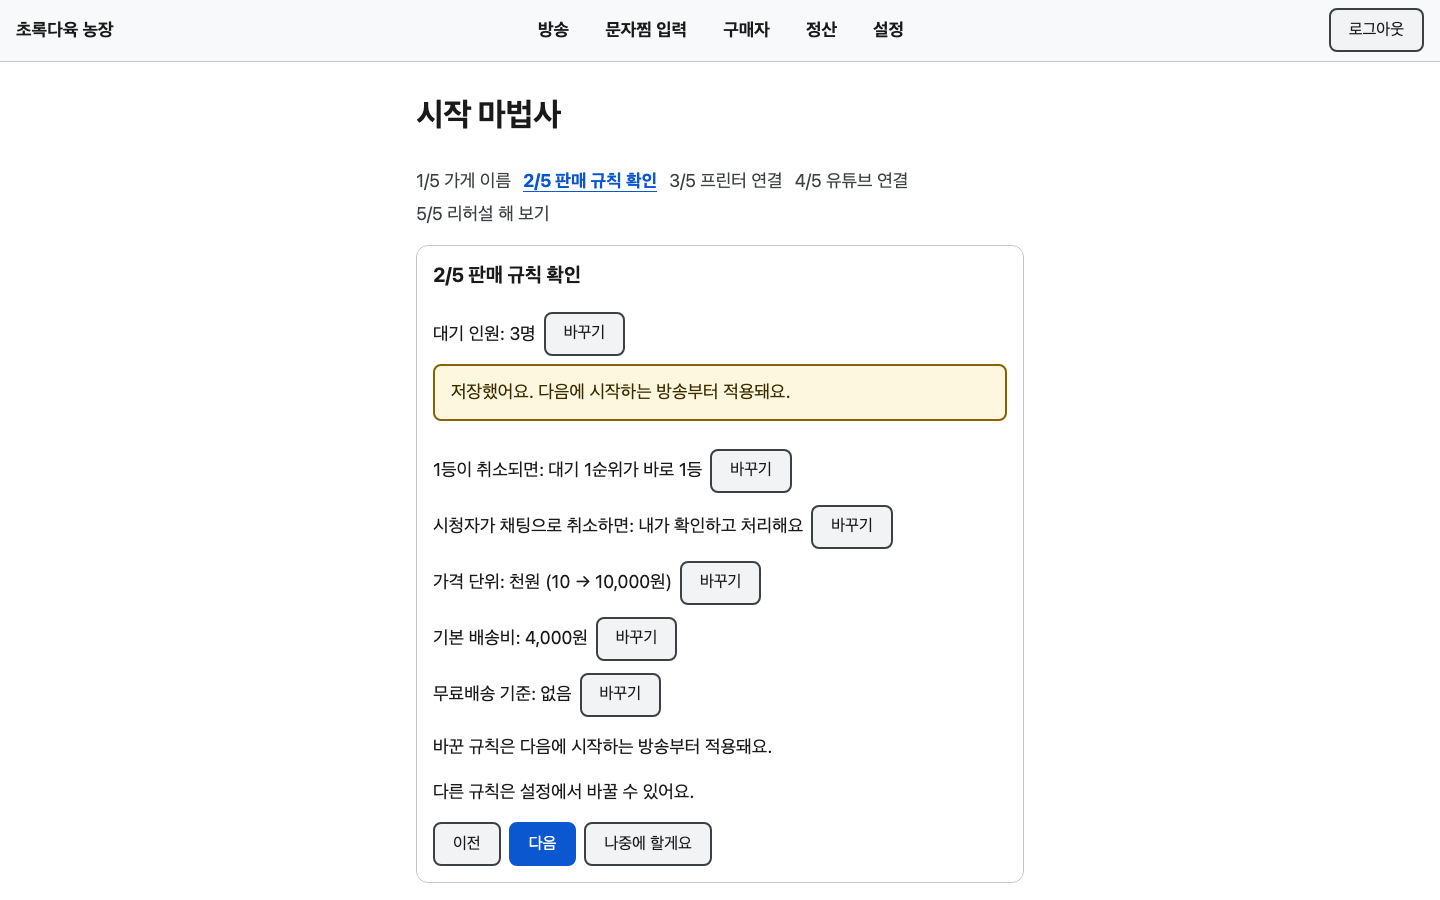 초록다육 농장
방송 문자찜 입력 구매자 정산 설정
로그아웃
시작 마법사
1/5 가게 이름 2/5 판매 규칙 확인 3/5 프린터 연결 4/5 유튜브 연결
5/5 리허설 해 보기
2/5 판매 규칙 확인
대기 인원: 3명 바꾸기
저장했어요. 다음에 시작하는 방송부터 적용돼요.
1등이 취소되면: 대기 1순위가 바로 1등 바꾸기
시청자가 채팅으로 취소하면: 내가 확인하고 처리해요 바꾸기
가격 단위: 천원 (10 → 10,000원) 바꾸기
기본 배송비: 4,000원 바꾸기
무료배송 기준: 없음 바꾸기
바꾼 규칙은 다음에 시작하는 방송부터 적용돼요.
다른 규칙은 설정에서 바꿀 수 있어요.
이전 다음 나중에 할게요